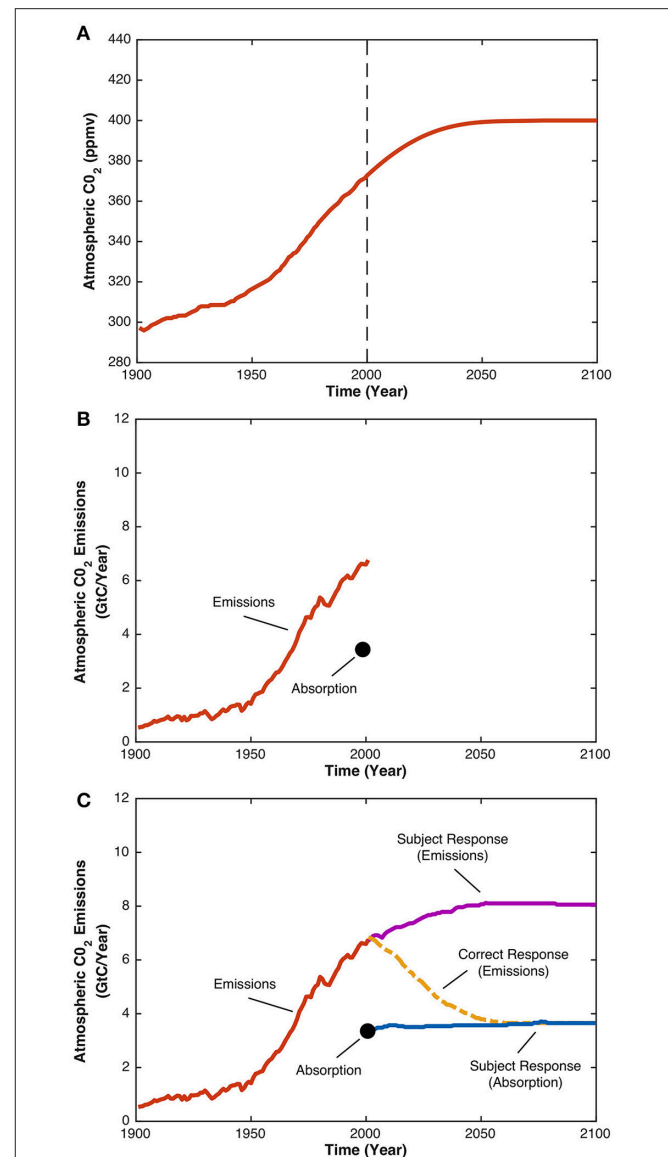 A
Atmospheric C0₂ (ppmv)
440
420
400
380
360
340
320
300
280
1900
1950
2000
2050
2100
Time (Year)
B
Atmospheric C0₂ Emissions
(GtC/Year)
12
10
8
6
4
2
0
Emissions
Absorption
1900
1950
2000
2050
2100
Time (Year)
C
Atmospheric C0₂ Emissions
(GtC/Year)
12
10
8
6
4
2
0
Subject Response
(Emissions)
Correct Response
(Emissions)
Emissions
Absorption
Subject Response
(Absorption)
1900
1950
2000
2050
2100
Time (Year)